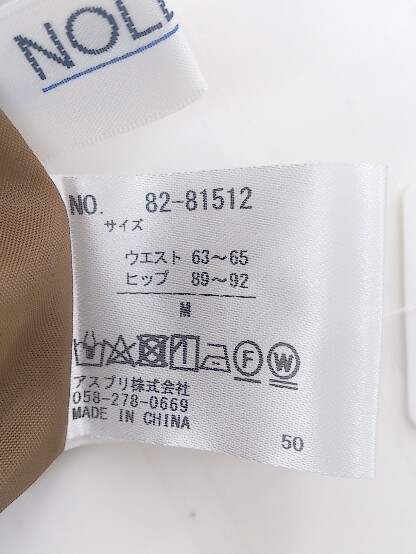 NOLL
NO. 82-81512
サイズ
ウエスト 63～65
ヒップ 89～92
M
F W
アスプリ株式会社
058-278-0669
MADE IN CHINA
50